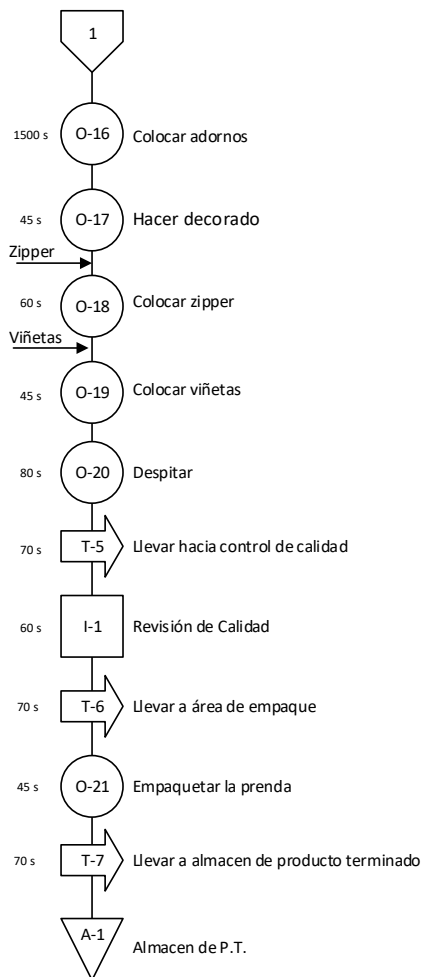 1
1500 s O-16 Colocar adornos
45 s O-17 Hacer decorado
Zipper
60 s O-18 Colocar zipper
Viñetas
45 s O-19 Colocar viñetas
80 s O-20 Despitar
70 s T-5 Llevar hacia control de calidad
60 s I-1 Revisión de Calidad
70 s T-6 Llevar a área de empaque
45 s O-21 Empaquetar la prenda
70 s T-7 Llevar a almacen de producto terminado
A-1 Almacen de P.T.